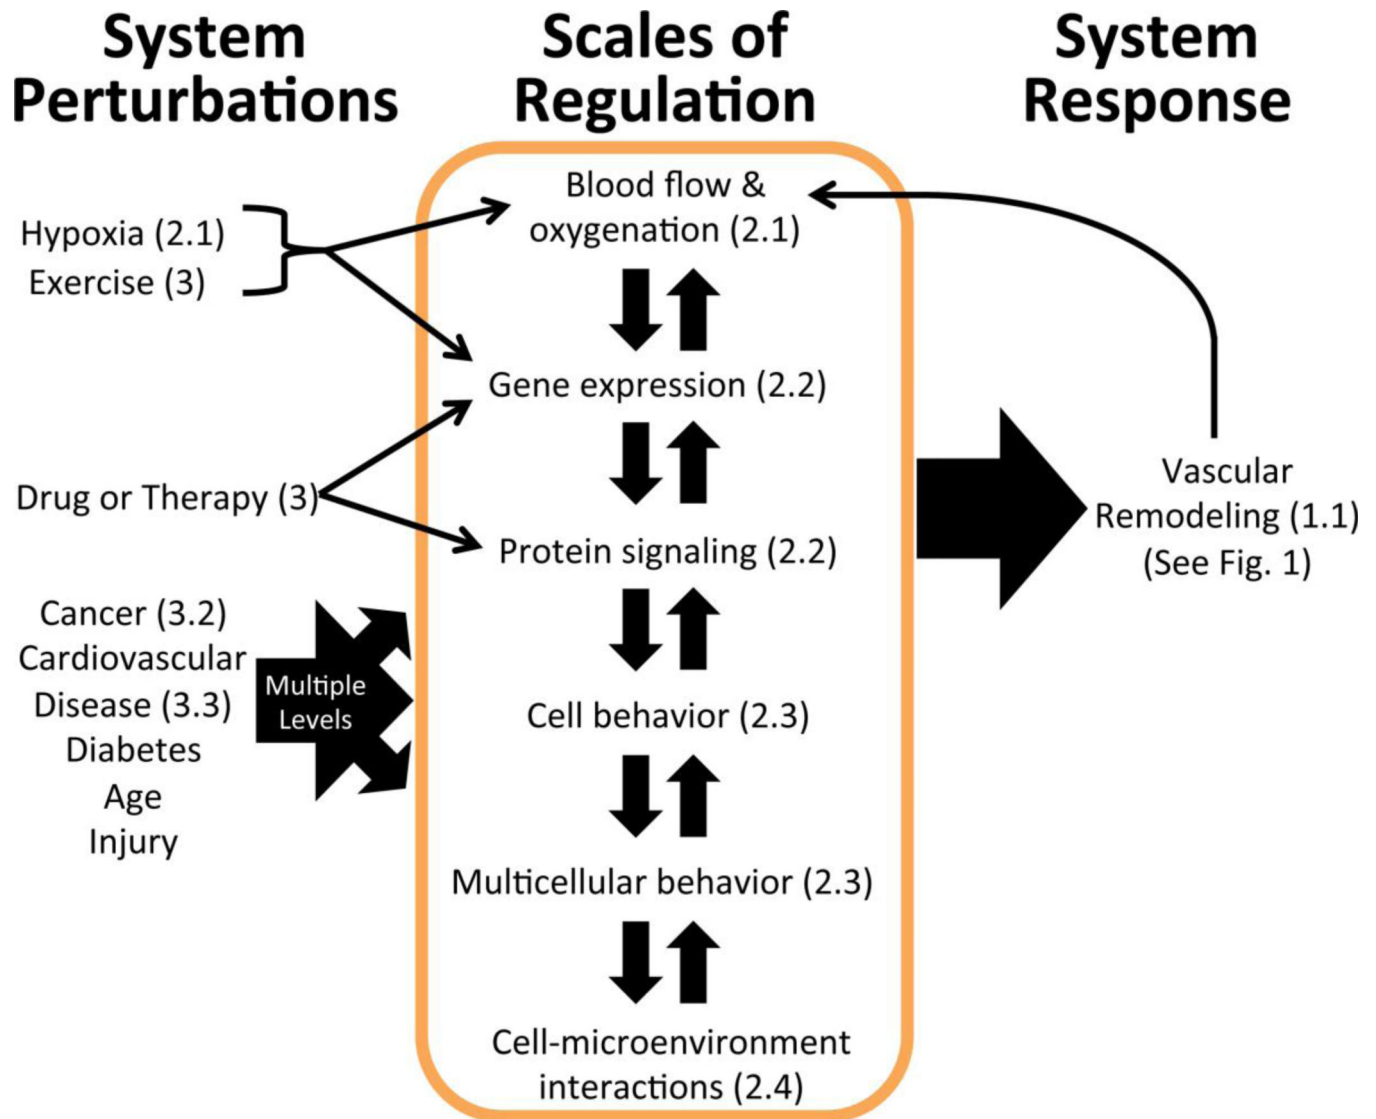 System
Perturbations
Scales of
Regulation
System
Response
Hypoxia (2.1)
Exercise (3)
Drug or Therapy (3)
Cancer (3.2)
Cardiovascular
Disease (3.3)
Diabetes
Age
Injury
Multiple
Levels
Blood flow &
oxygenation (2.1)
Gene expression (2.2)
Protein signaling (2.2)
Cell behavior (2.3)
Multicellular behavior (2.3)
Cell-microenvironment
interactions (2.4)
Vascular
Remodeling (1.1)
(See Fig. 1)